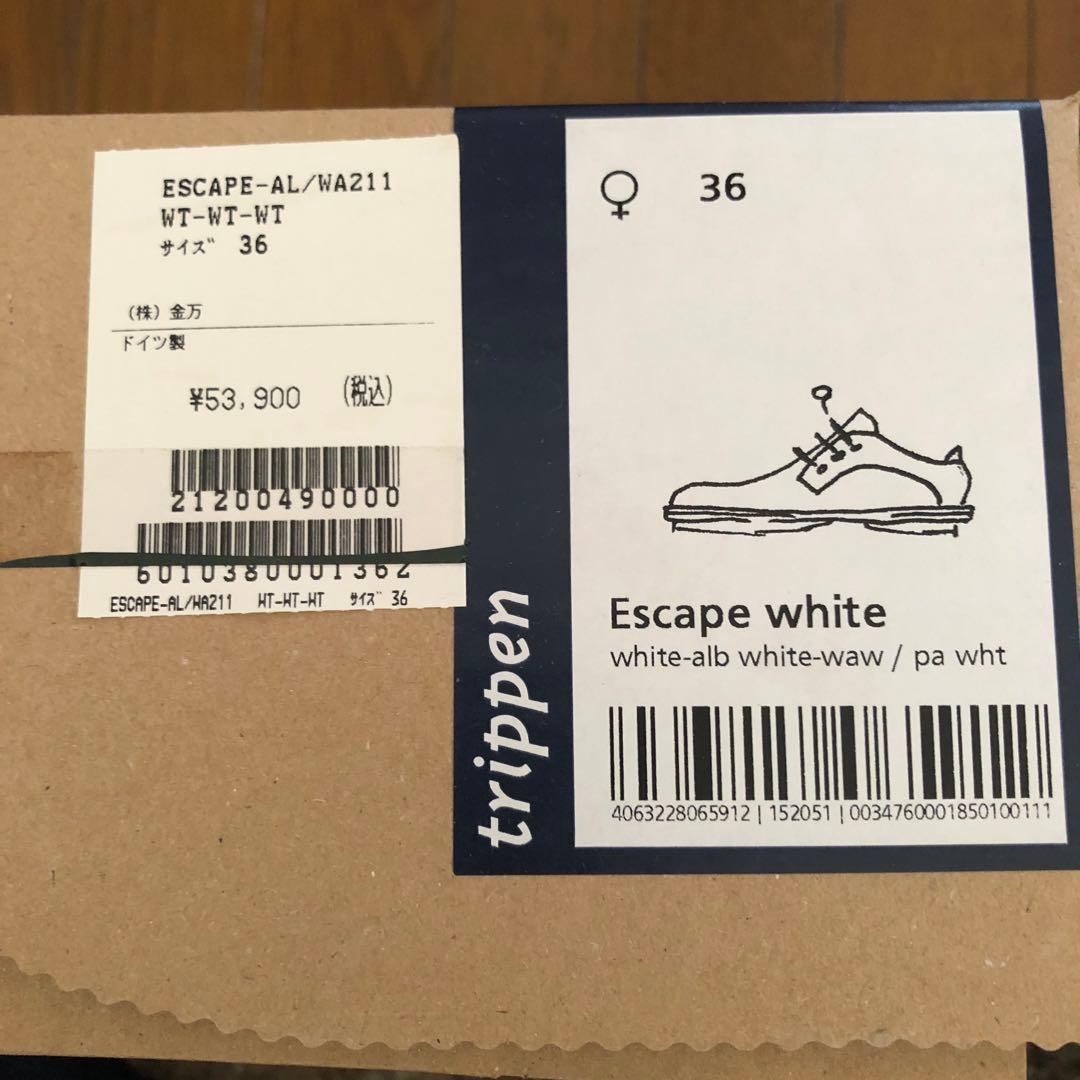 ESCAPE-AL/WA211
WT-WT-WT
サイズ 36
(株) 金万
ドイツ製
¥53,900 (税込)
21200490000
6010380001362
ESCAPE-AL/WA211 WT-WT-WT サイズ 36
trippen
♀ 36
Escape white
white-alb white-waw / pa wht
4063228065912 | 152051 | 0034760001850100111